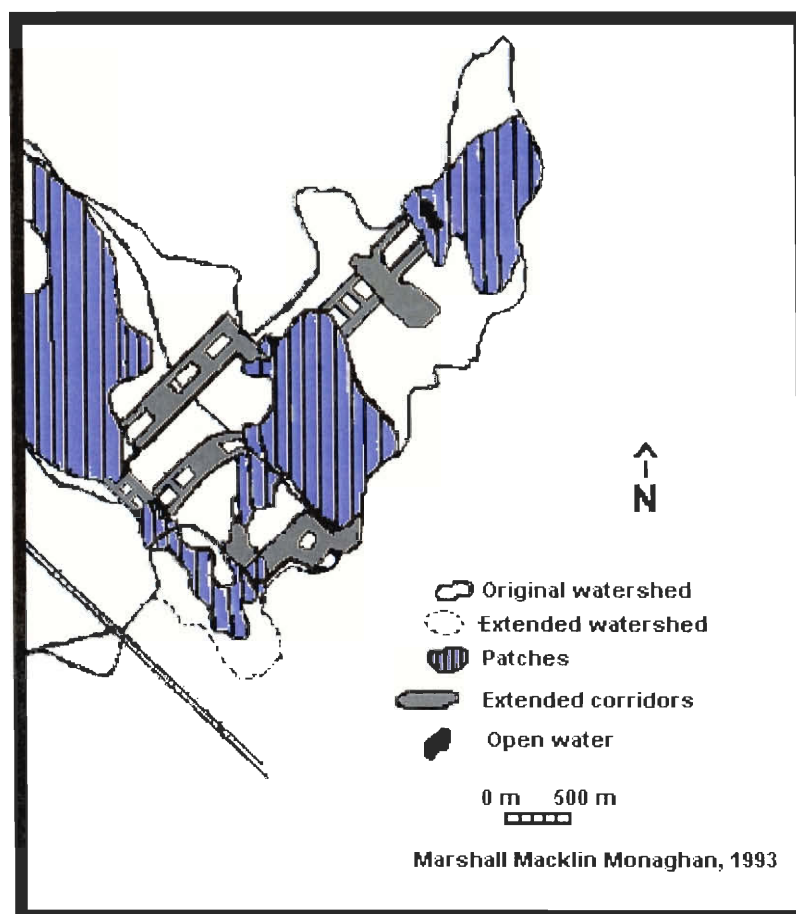 N
Original watershed
Extended watershed
Patches
Extended corridors
Open water
0 m 500 m
Marshall Macklin Monaghan, 1993